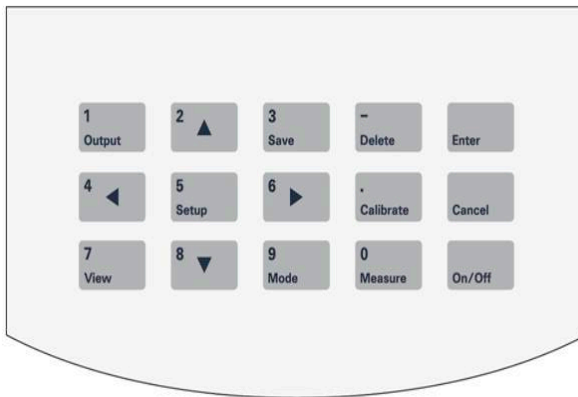 1
Output
2 ▲
3
Save
–
Delete
Enter
4 ◀
5
Setup
6 ▶
.
Calibrate
Cancel
7
View
8 ▼
9
Mode
0
Measure
On/Off